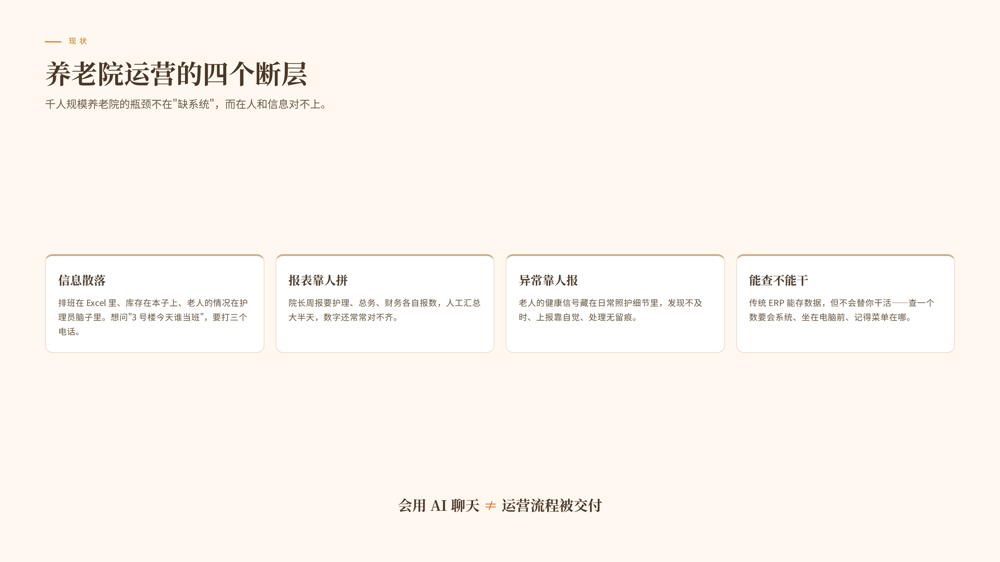 现状
养老院运营的四个断层
千人规模养老院的瓶颈不在"缺系统"，而在人和信息对不上。
信息散落
排班在 Excel 里、库存在本子上、老人的情况在护
理员脑子里。想问"3 号楼今天谁当班"，要打三个
电话。
报表靠人拼
院长周报要护理、总务、财务各自报数，人工汇总
大半天，数字还常常对不齐。
异常靠人报
老人的健康信号藏在日常照护细节里，发现不及
时、上报靠自觉、处理无留痕。
能查不能干
传统 ERP 能存数据，但不会替你干活——查一个
数要会系统、坐在电脑前、记得菜单在哪。
会用 AI 聊天 ≠ 运营流程被交付